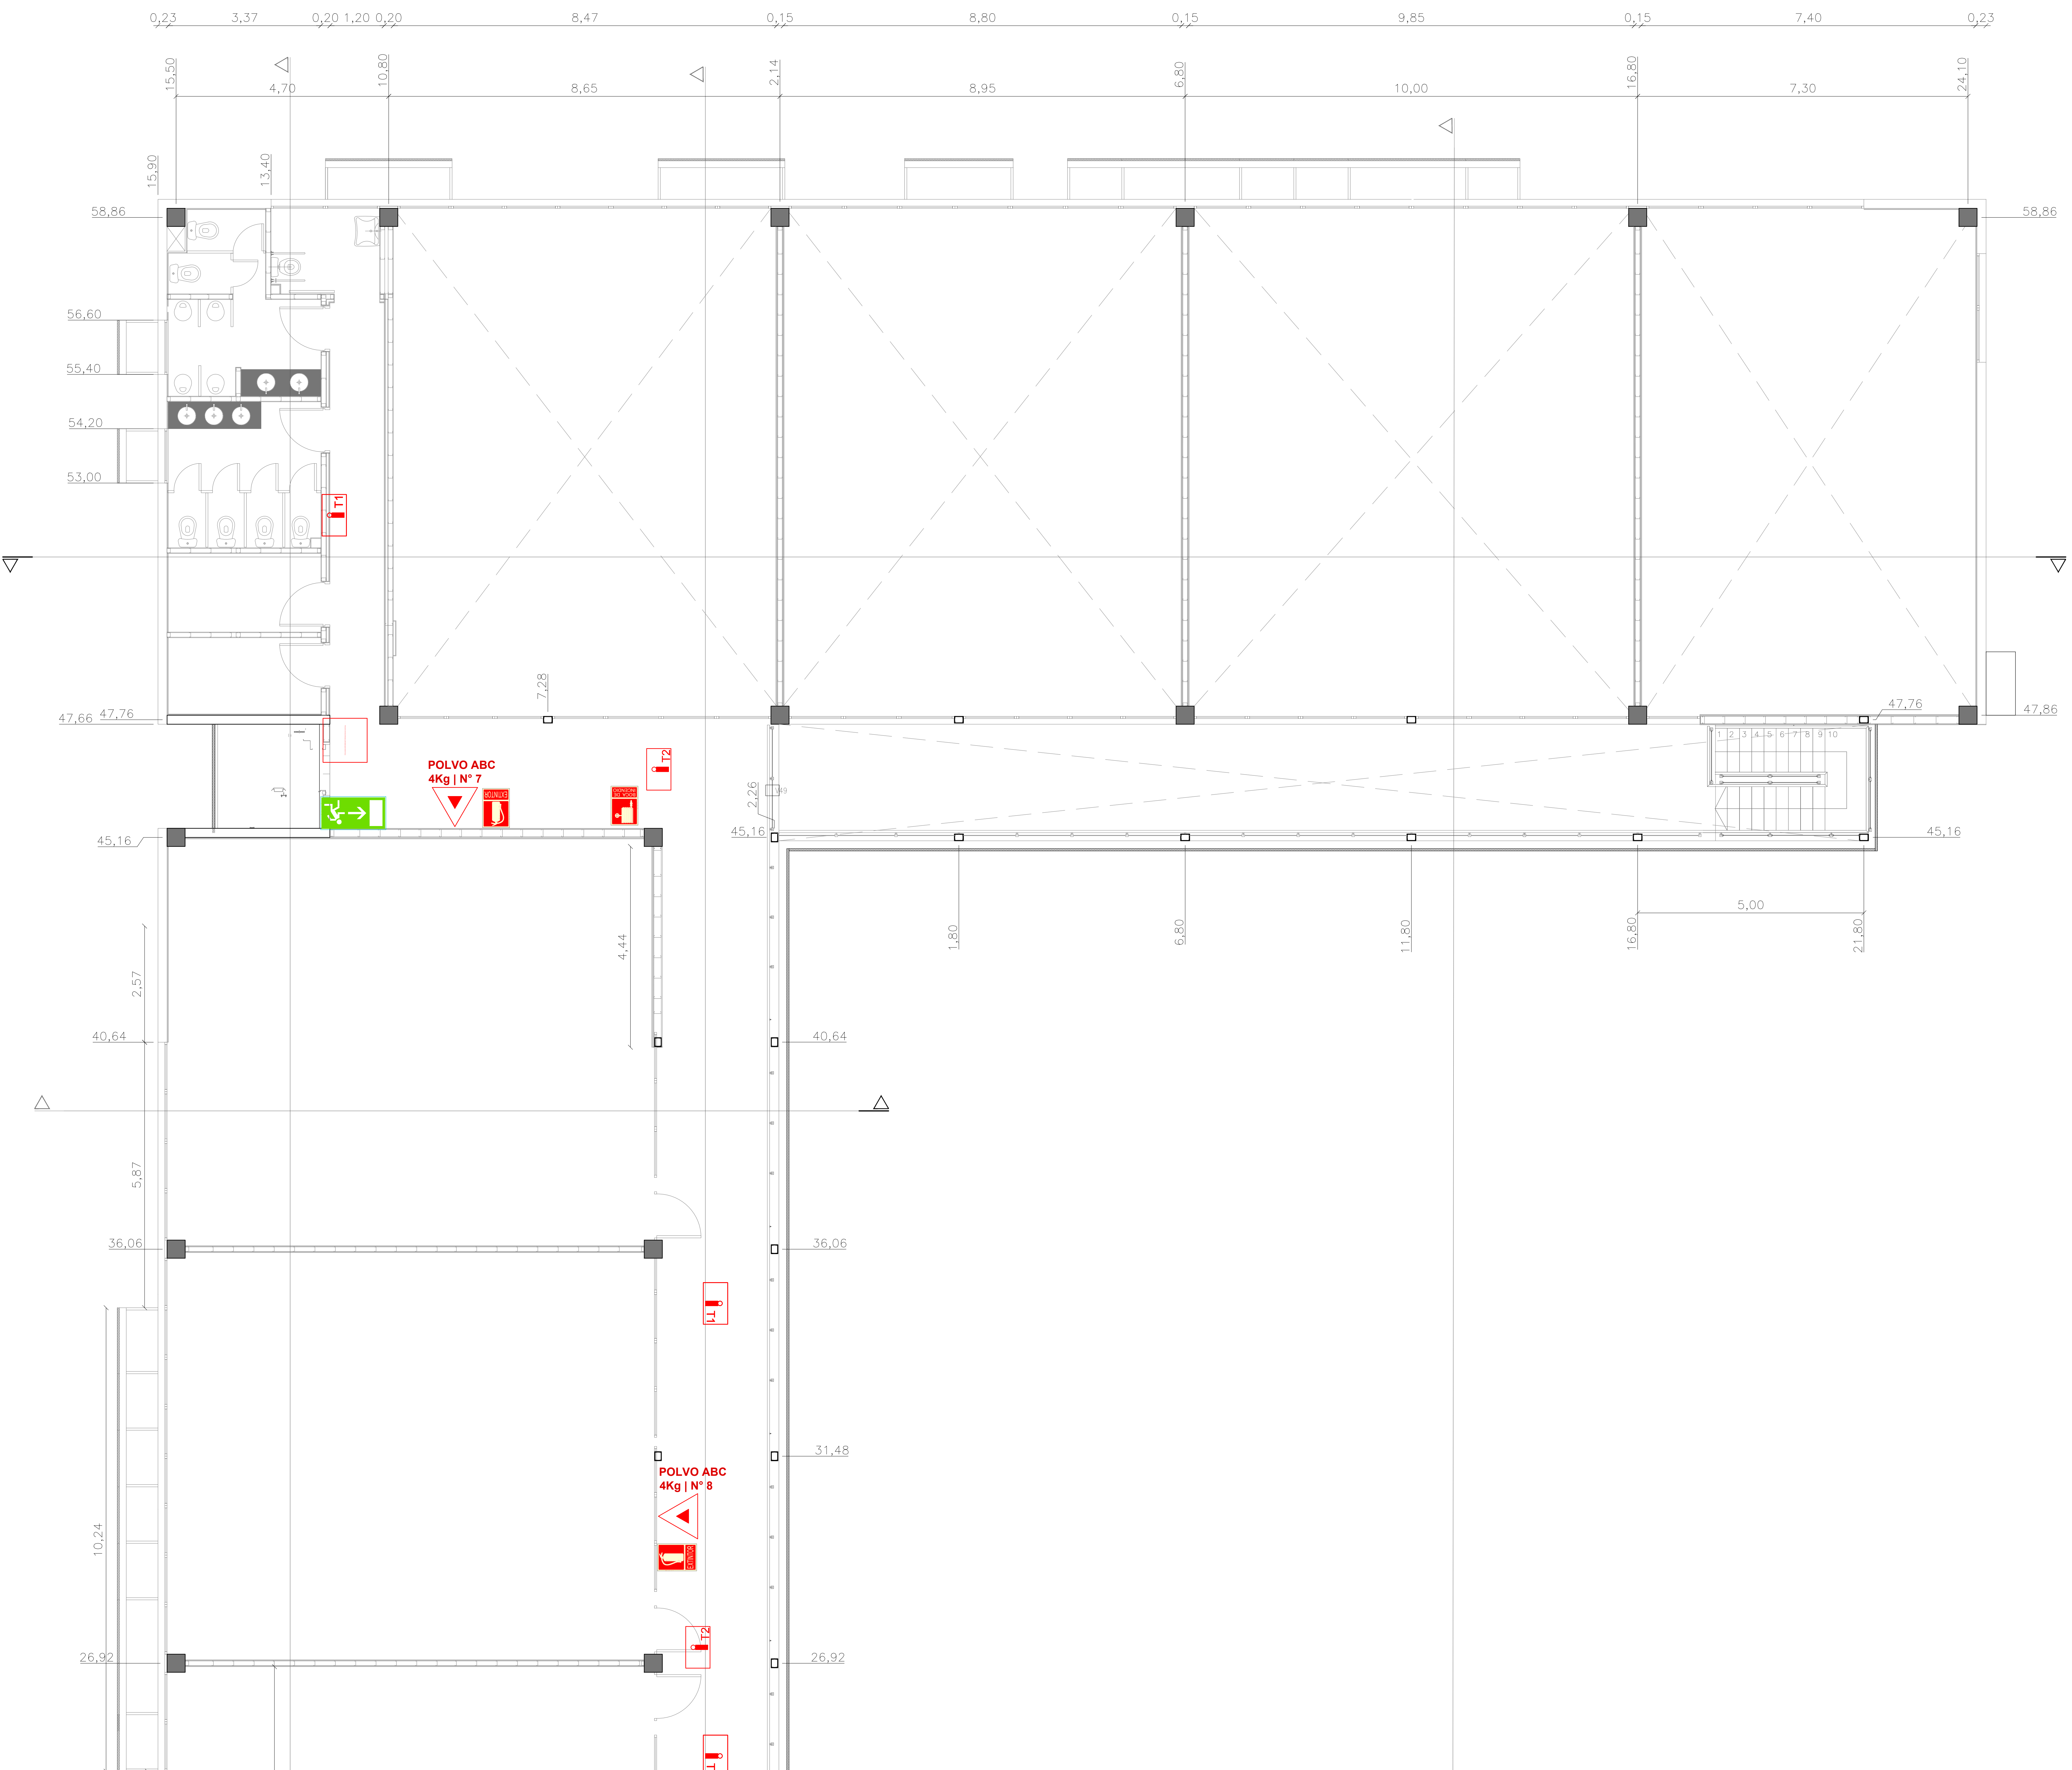 0,23 3,37 0,20 1,20 0,20 8,47 0,15 8,80 0,15 9,85 0,15 7,40 0,23
15,50 10,80 2,14 6,80 16,80 24,10
4,70 8,65 8,95 10,00 7,30
15,90 13,40
58,86 58,86
56,60
55,40
54,20
53,00
T1
7,28
47,66 47,76 47,76 47,86
1 2 3 4 5 6 7 8 9 10
T2
POLVO ABC
4Kg | N° 7
EXTINTOR
BOCA DE
INCENDIO
2,26
V49
45,16 45,16 45,16
5,00
4,44
1,80 6,80 11,80 16,80 21,80
2,57
40,64 40,64
5,87
36,06 36,06
T1
31,48
POLVO ABC
4Kg | N° 8
EXTINTOR
10,24
T2
26,92 26,92